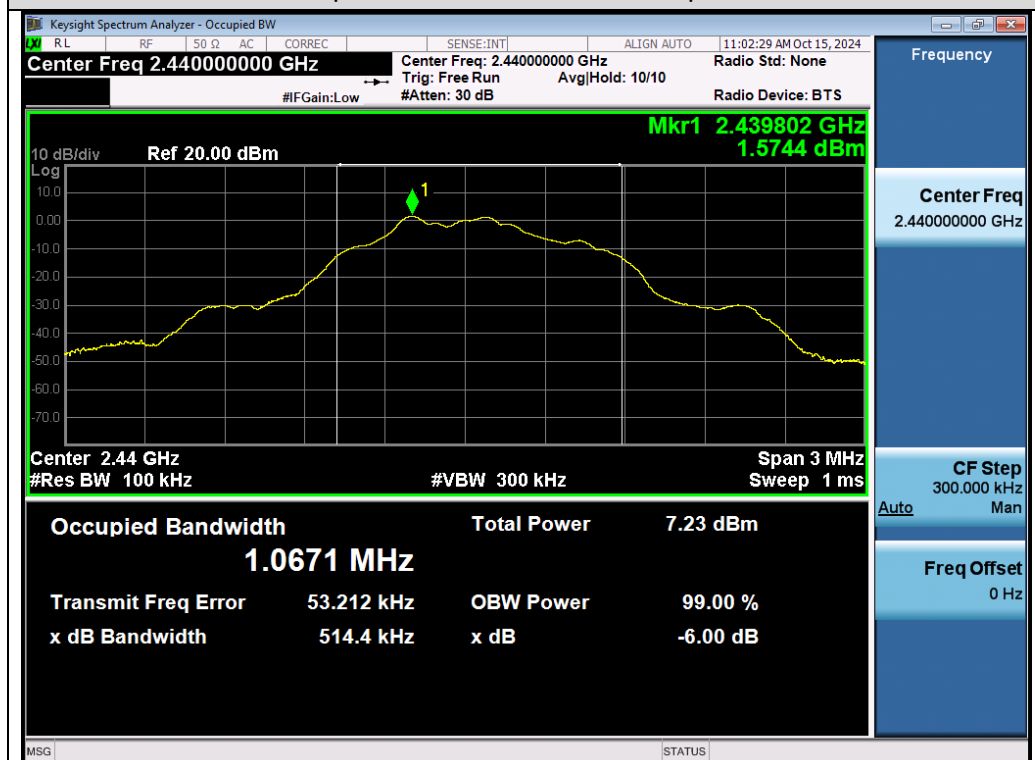 Keysight Spectrum Analyzer - Occupied BW
LXI RL RF 50 Ω AC CORREC SENSE:INT ALIGN AUTO 11:02:29 AM Oct 15, 2024
Center Freq 2.440000000 GHz
Center Freq: 2.440000000 GHz Radio Std: None
Trig: Free Run Avg|Hold: 10/10
#IFGain:Low #Atten: 30 dB Radio Device: BTS
Mkr1 2.439802 GHz
1.5744 dBm
10 dB/div Ref 20.00 dBm
Log
10.0
0.00
-10.0
-20.0
-30.0
-40.0
-50.0
-60.0
-70.0
1
Center 2.44 GHz Span 3 MHz
#Res BW 100 kHz #VBW 300 kHz Sweep 1 ms
Occupied Bandwidth Total Power 7.23 dBm
1.0671 MHz
Transmit Freq Error 53.212 kHz OBW Power 99.00 %
x dB Bandwidth 514.4 kHz x dB -6.00 dB
MSG STATUS
Frequency
Center Freq
2.440000000 GHz
CF Step
300.000 kHz
Auto Man
Freq Offset
0 Hz